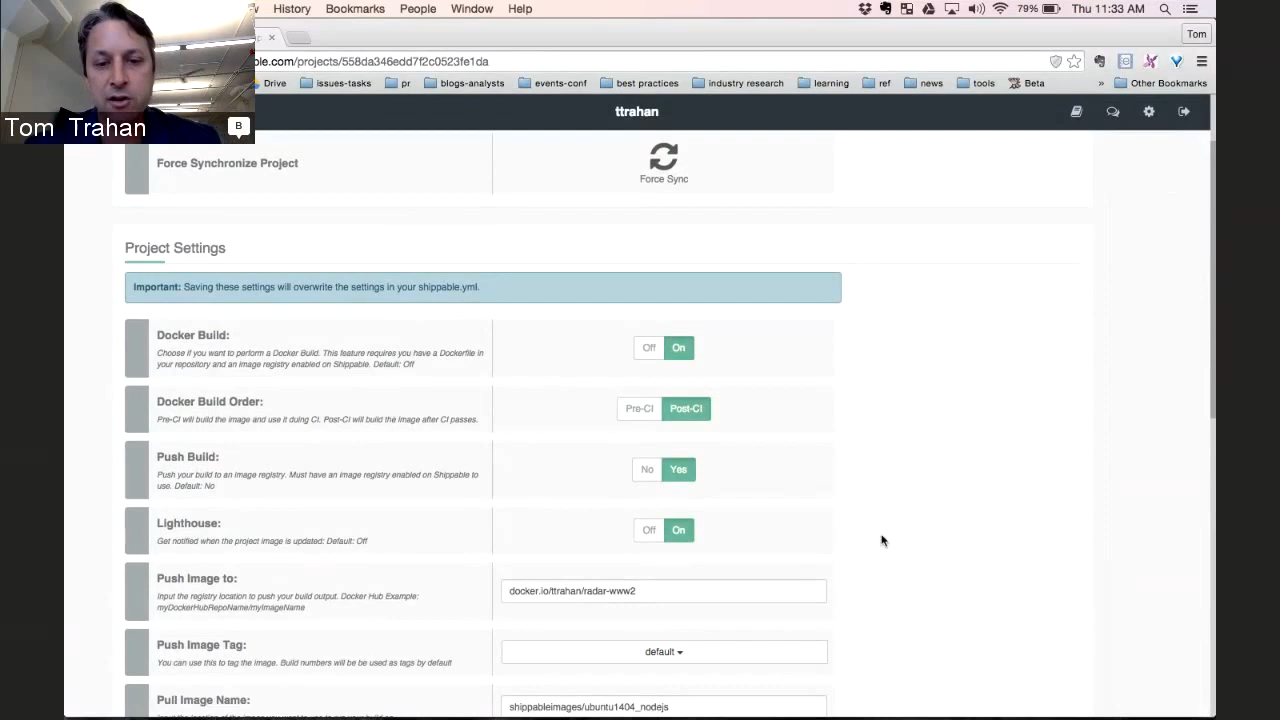 History Bookmarks People Window Help 79% Thu 11:33 AM
Tom
ble.com/projects/558da346edd7f2c0523fe1da
Drive issues-tasks pr blogs-analysts events-conf best practices industry research learning ref news tools Beta » Other Bookmarks
ttrahan
Tom Trahan B
Force Synchronize Project
Force Sync
Project Settings
Important: Saving these settings will overwrite the settings in your shippable.yml.
Docker Build:
Choose if you want to perform a Docker Build. This feature requires you have a Dockerfile in
your repository and an image registry enabled on Shippable. Default: Off
Off On
Docker Build Order:
Pre-CI will build the image and use it duing CI. Post-CI will build the image after CI passes.
Pre-CI Post-CI
Push Build:
Push your build to an image registry. Must have an image registry enabled on Shippable to
use. Default: No
No Yes
Lighthouse:
Get notified when the project image is updated: Default: Off
Off On
Push Image to:
Input the registry location to push your build output. Docker Hub Example:
myDockerHubRepoName/myImageName
docker.io/ttrahan/radar-www2
Push Image Tag:
You can use this to tag the image. Build numbers will be be used as tags by default
default
Pull Image Name:
shippableimages/ubuntu1404_nodejs